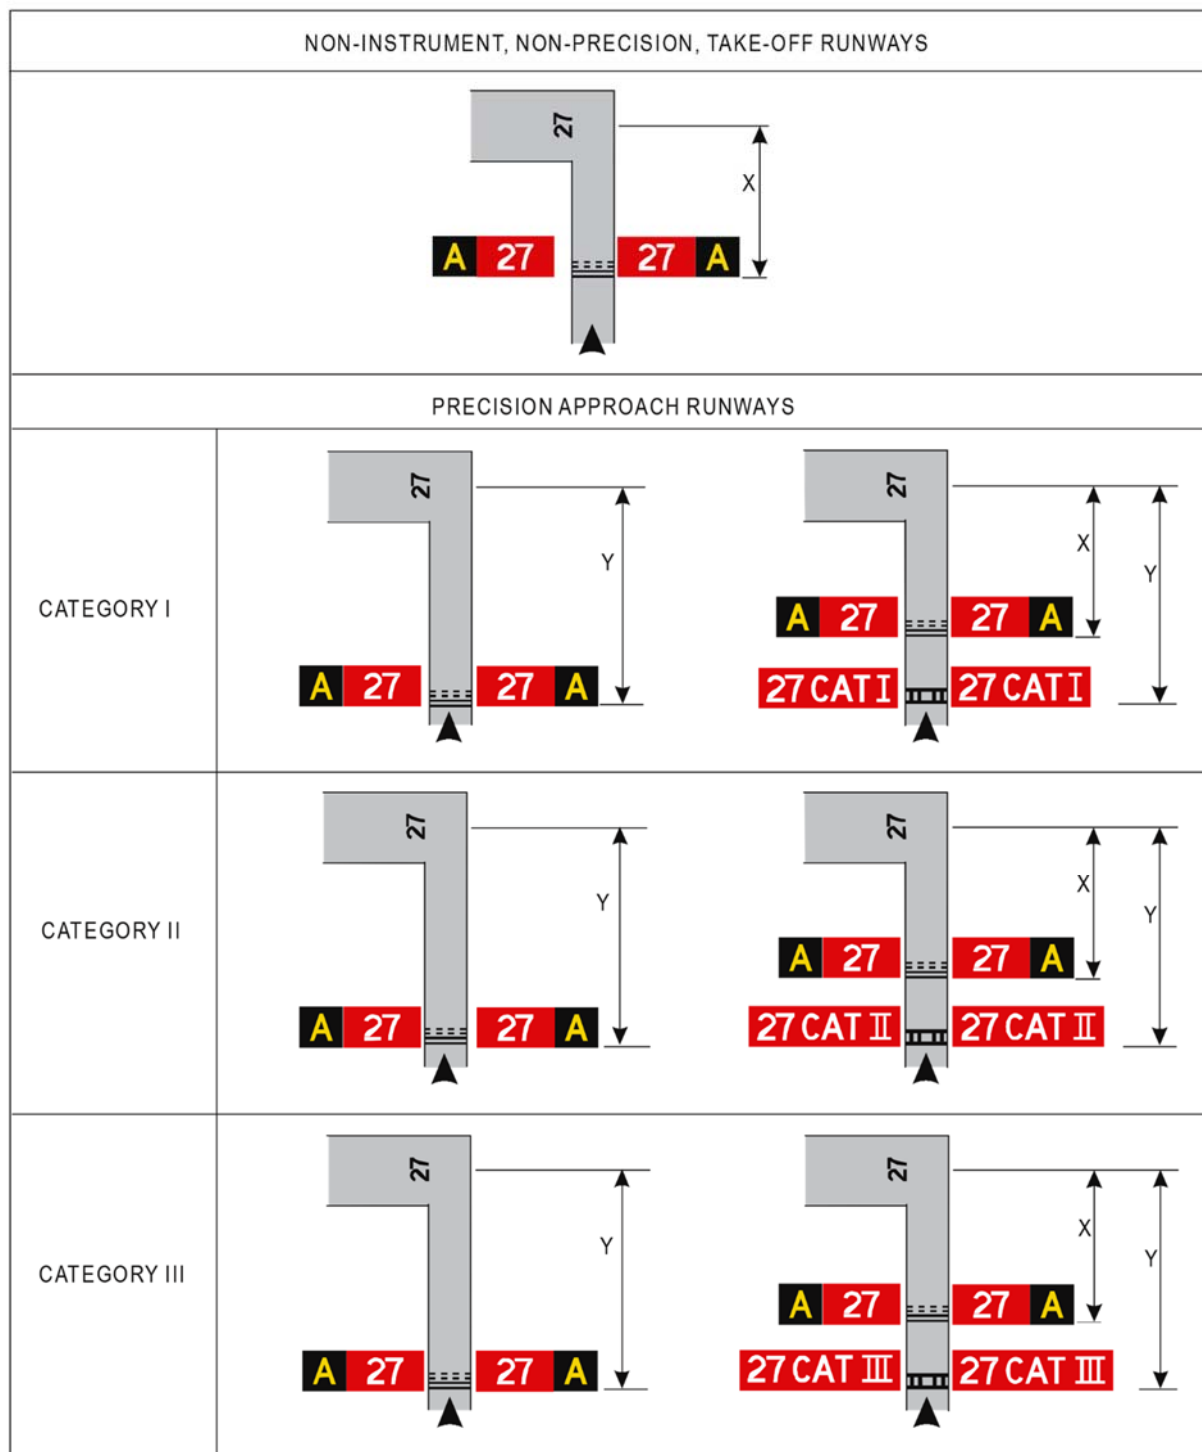 NON-INSTRUMENT, NON-PRECISION, TAKE-OFF RUNWAYS
27
X
A 27 27 A
PRECISION APPROACH RUNWAYS
CATEGORY I
27
Y
A 27 27 A
27
X
Y
A 27 27 A
27 CAT I 27 CAT I
CATEGORY II
27
Y
A 27 27 A
27
X
Y
A 27 27 A
27 CAT II 27 CAT II
CATEGORY III
27
Y
A 27 27 A
27
X
Y
A 27 27 A
27 CAT III 27 CAT III